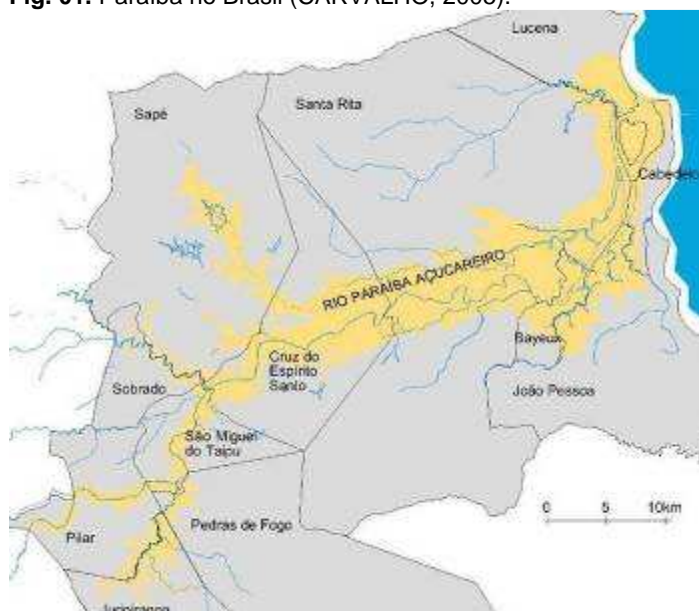 Fig. 01: Paraíba no Brasil (CARVALHO, 2008).
Lucena
Sapé
Santa Rita
Cabedelo
RIO PARAIBA AÇUCAREIRO
Bayeux
Cruz do
Espírito
Santo
Sobrado
João Pessoa
São Miguel
do Taipu
0 5 10km
Pedras de Fogo
Pilar